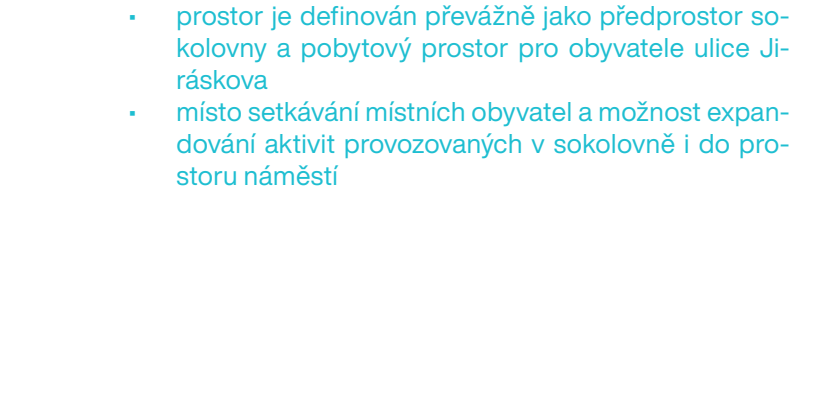 ▪ prostor je definován převážně jako předprostor so-
kolovny a pobytový prostor pro obyvatele ulice Ji-
ráskova
▪ místo setkávání místních obyvatel a možnost expan-
dování aktivit provozovaných v sokolovně i do pro-
storu náměstí